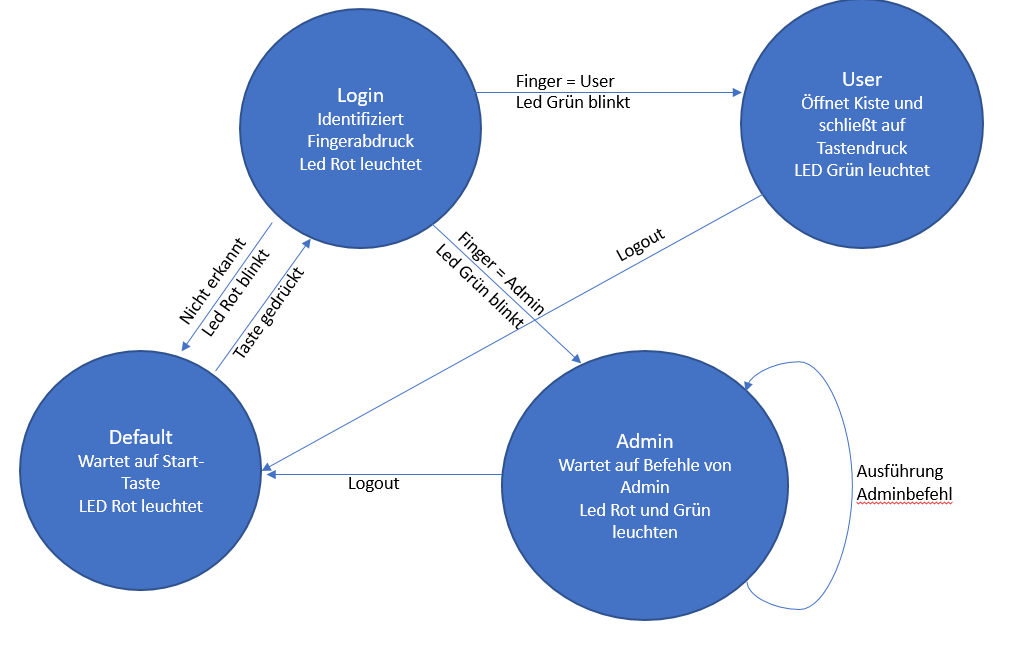 Login
Identifiziert
Fingerabdruck
Led Rot leuchtet
Finger = User
Led Grün blinkt
User
Öffnet Kiste und
schließt auf
Tastendruck
LED Grün leuchtet
Nicht erkannt
Led Rot blinkt
Taste gedrückt
Finger = Admin
Led Grün blinkt
Logout
Default
Wartet auf Start-
Taste
LED Rot leuchtet
Logout
Admin
Wartet auf Befehle von
Admin
Led Rot und Grün
leuchten
Ausführung
Adminbefehl